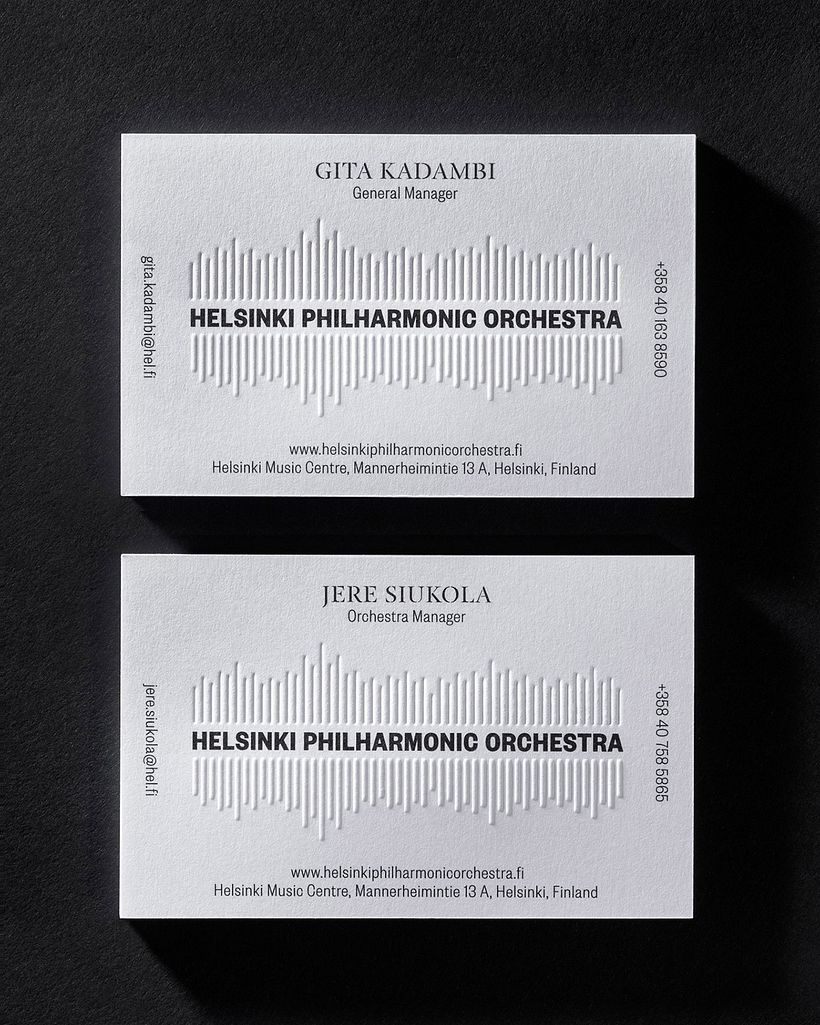 GITA KADAMBI
General Manager
gita.kadambi@hel.fi
HELSINKI PHILHARMONIC ORCHESTRA
+358 40 163 8590
www.helsinkiphilharmonicorchestra.fi
Helsinki Music Centre, Mannerheimintie 13 A, Helsinki, Finland
JERE SIUKOLA
Orchestra Manager
jere.siukola@hel.fi
HELSINKI PHILHARMONIC ORCHESTRA
+358 40 758 5865
www.helsinkiphilharmonicorchestra.fi
Helsinki Music Centre, Mannerheimintie 13 A, Helsinki, Finland